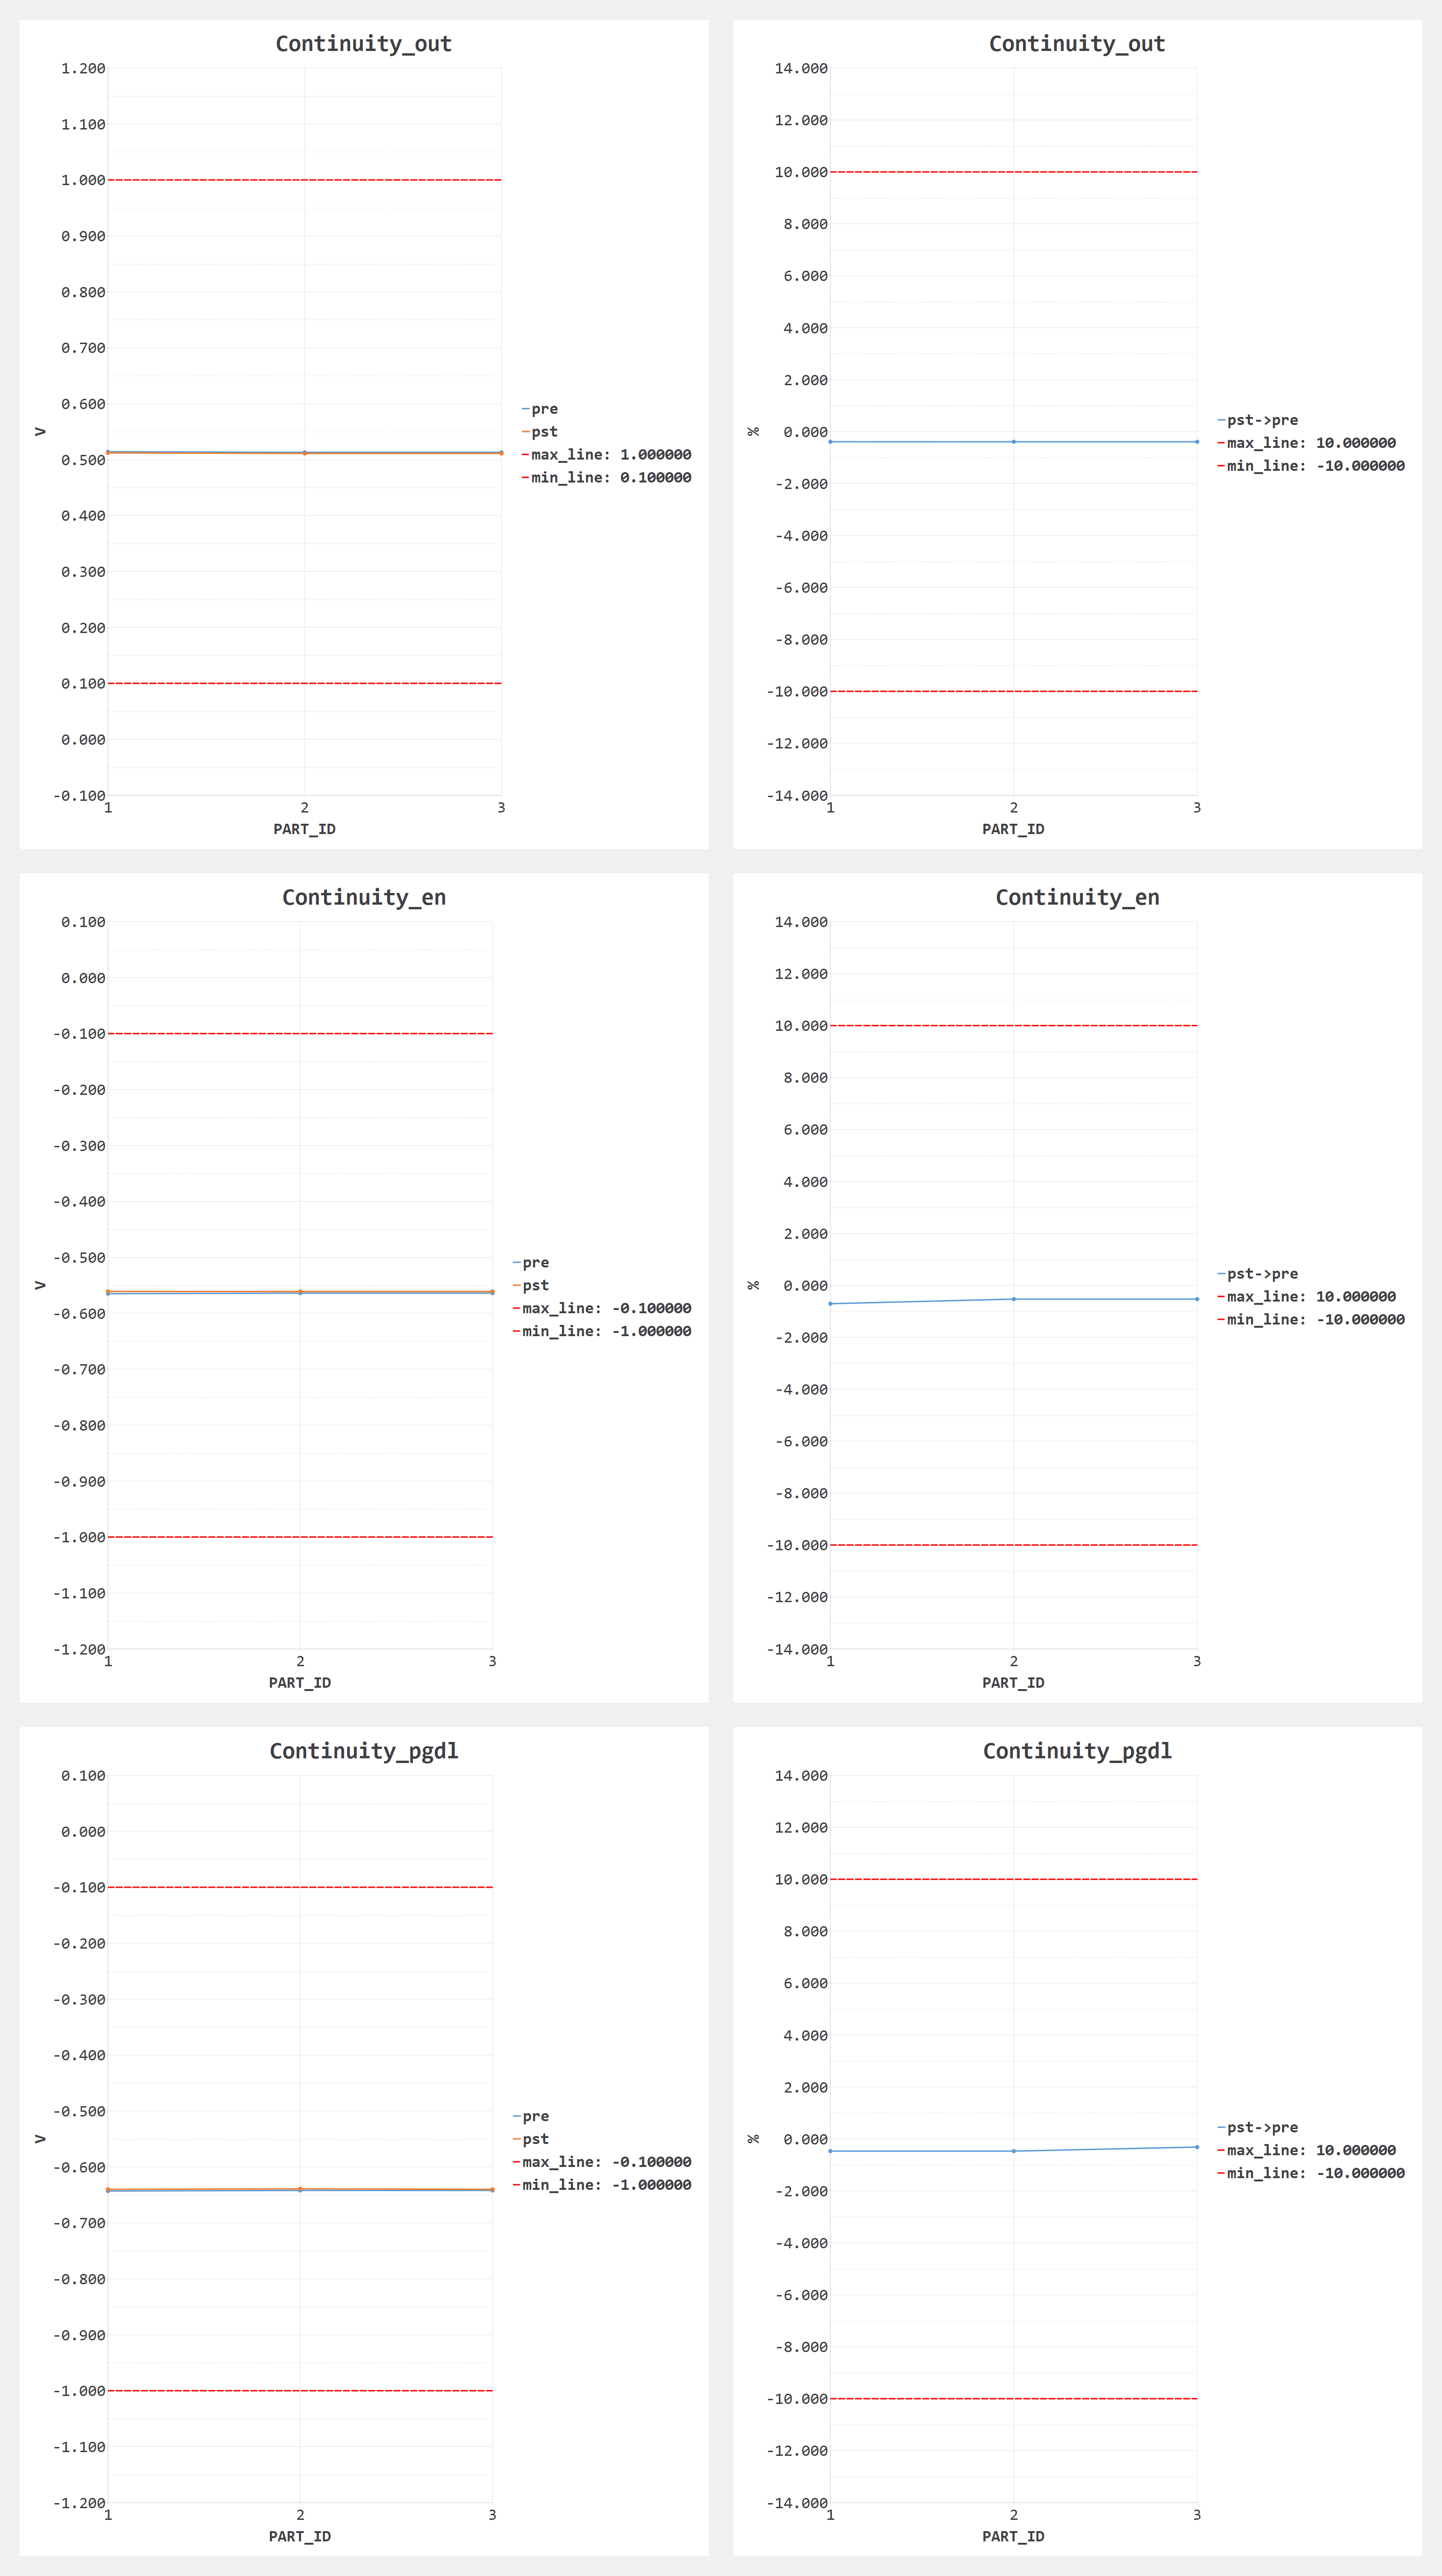 Continuity_out
1.200
1.100
1.000
0.900
0.800
0.700
0.600
0.500
0.400
0.300
0.200
0.100
0.000
-0.100
V
1 2 3
PART_ID
pre
pst
max_line: 1.000000
min_line: 0.100000
Continuity_out
14.000
12.000
10.000
8.000
6.000
4.000
2.000
0.000
-2.000
-4.000
-6.000
-8.000
-10.000
-12.000
-14.000
%
1 2 3
PART_ID
pst->pre
max_line: 10.000000
min_line: -10.000000
Continuity_en
0.100
0.000
-0.100
-0.200
-0.300
-0.400
-0.500
-0.600
-0.700
-0.800
-0.900
-1.000
-1.100
-1.200
V
1 2 3
PART_ID
pre
pst
max_line: -0.100000
min_line: -1.000000
Continuity_en
14.000
12.000
10.000
8.000
6.000
4.000
2.000
0.000
-2.000
-4.000
-6.000
-8.000
-10.000
-12.000
-14.000
%
1 2 3
PART_ID
pst->pre
max_line: 10.000000
min_line: -10.000000
Continuity_pgdl
0.100
0.000
-0.100
-0.200
-0.300
-0.400
-0.500
-0.600
-0.700
-0.800
-0.900
-1.000
-1.100
-1.200
V
1 2 3
PART_ID
pre
pst
max_line: -0.100000
min_line: -1.000000
Continuity_pgdl
14.000
12.000
10.000
8.000
6.000
4.000
2.000
0.000
-2.000
-4.000
-6.000
-8.000
-10.000
-12.000
-14.000
%
1 2 3
PART_ID
pst->pre
max_line: 10.000000
min_line: -10.000000